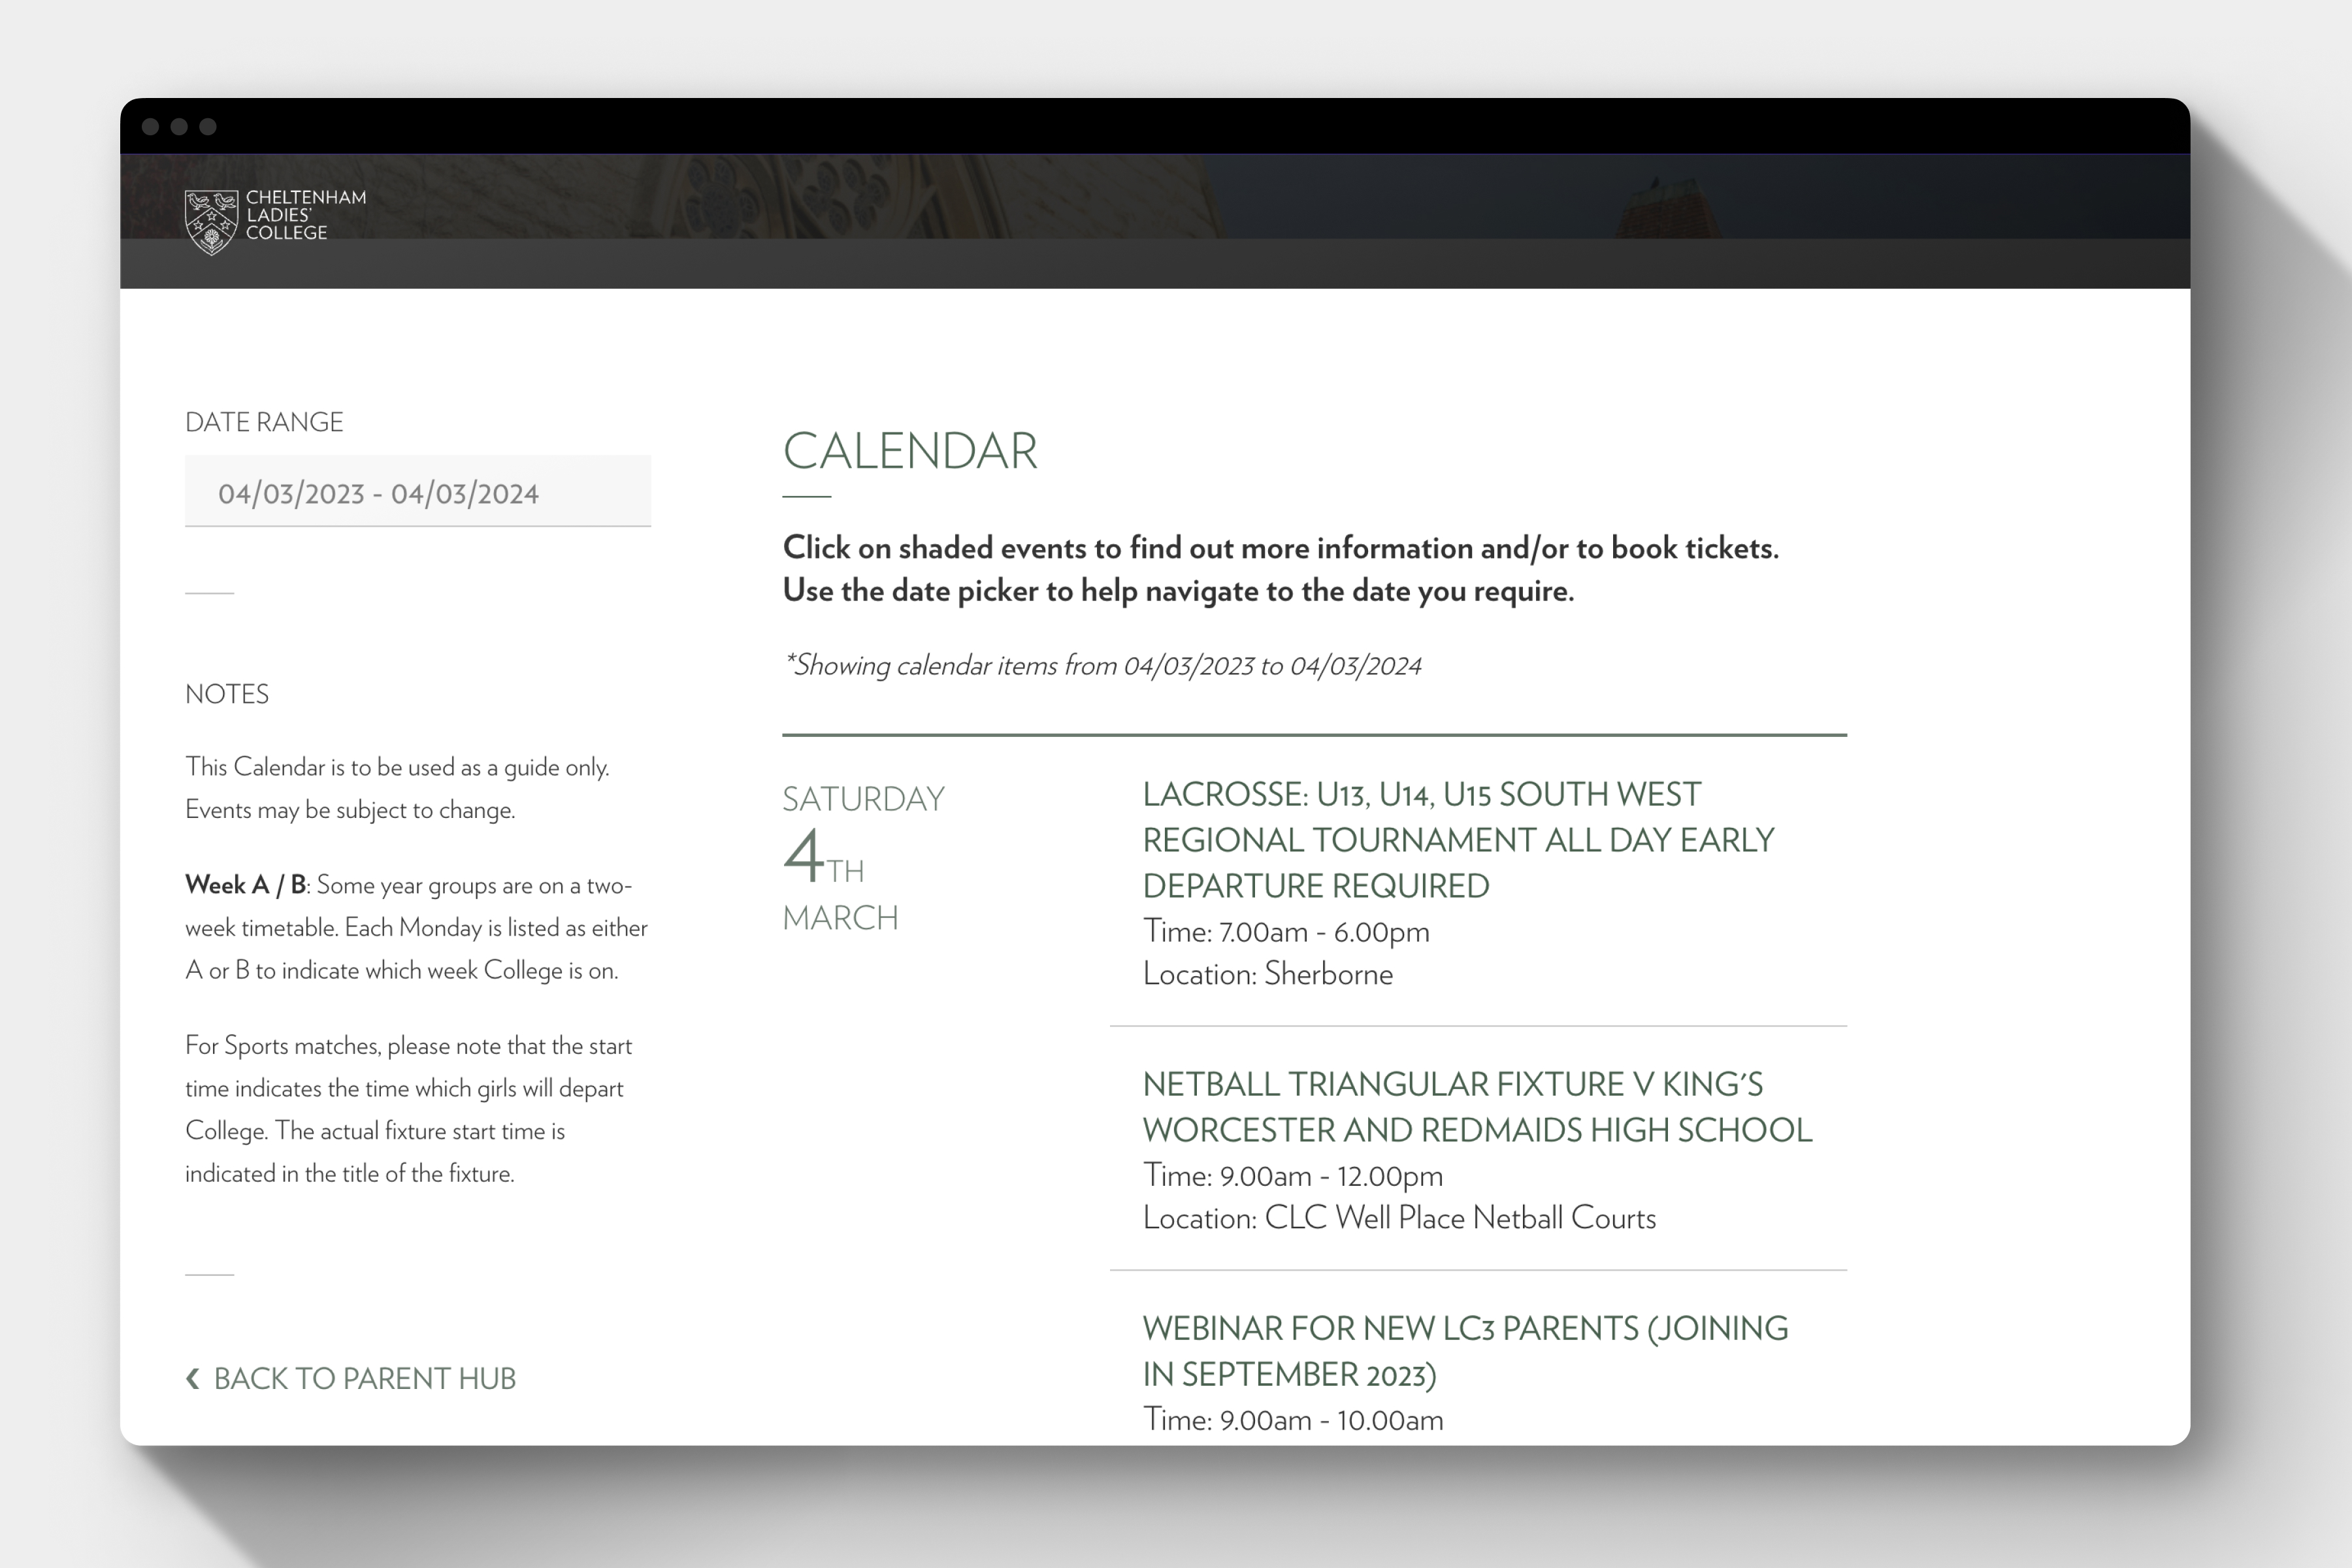 CHELTENHAM
LADIES'
COLLEGE
DATE RANGE
04/03/2023 - 04/03/2024
NOTES
This Calendar is to be used as a guide only.
Events may be subject to change.
Week A / B: Some year groups are on a two-
week timetable. Each Monday is listed as either
A or B to indicate which week College is on.
For Sports matches, please note that the start
time indicates the time which girls will depart
College. The actual fixture start time is
indicated in the title of the fixture.
‹ BACK TO PARENT HUB
CALENDAR
Click on shaded events to find out more information and/or to book tickets.
Use the date picker to help navigate to the date you require.
*Showing calendar items from 04/03/2023 to 04/03/2024
SATURDAY
4TH
MARCH
LACROSSE: U13, U14, U15 SOUTH WEST
REGIONAL TOURNAMENT ALL DAY EARLY
DEPARTURE REQUIRED
Time: 7.00am - 6.00pm
Location: Sherborne
NETBALL TRIANGULAR FIXTURE V KING'S
WORCESTER AND REDMAIDS HIGH SCHOOL
Time: 9.00am - 12.00pm
Location: CLC Well Place Netball Courts
WEBINAR FOR NEW LC3 PARENTS (JOINING
IN SEPTEMBER 2023)
Time: 9.00am - 10.00am